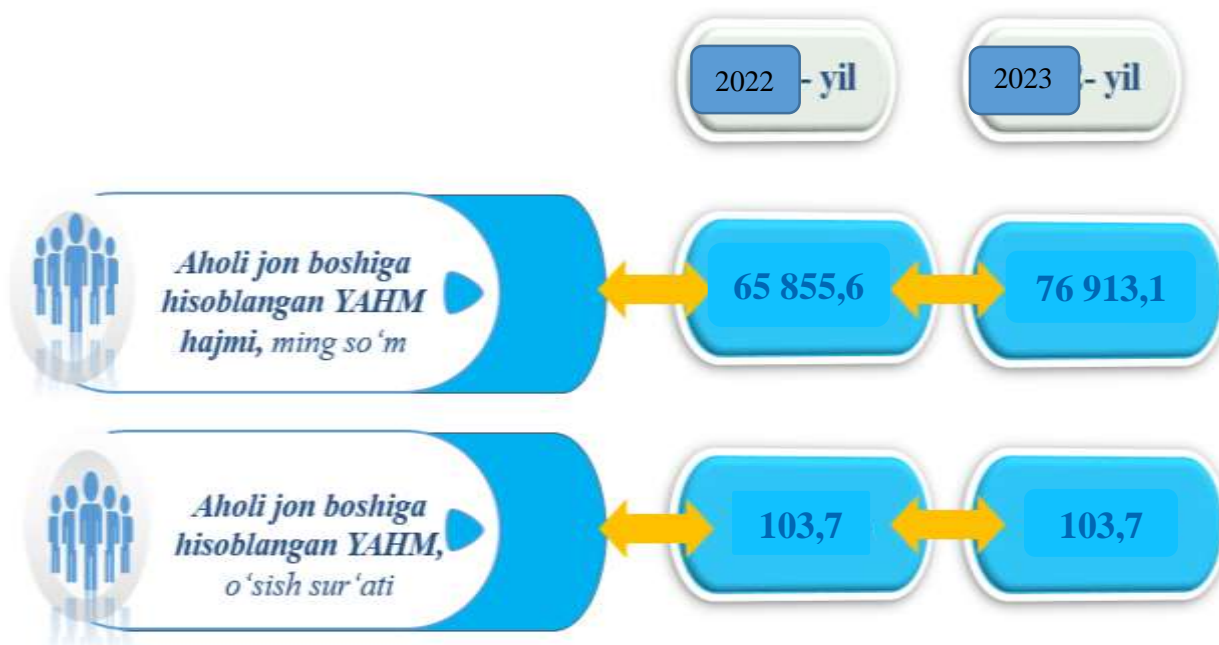 2022 - yil
2023 - yil
Aholi jon boshiga
hisoblangan YAHM
hajmi, ming so‘m
65 855,6
76 913,1
Aholi jon boshiga
hisoblangan YAHM,
o‘sish sur‘ati
103,7
103,7